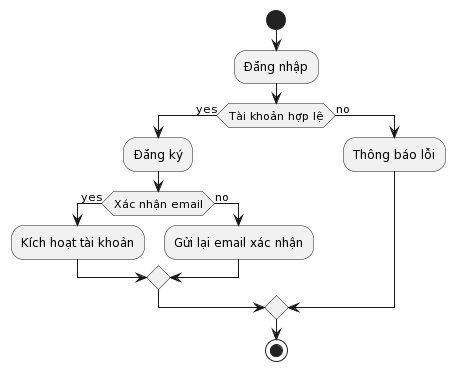 Đăng nhập
Tài khoản hợp lệ
yes
no
Đăng ký
Thông báo lỗi
Xác nhận email
yes
no
Kích hoạt tài khoản
Gửi lại email xác nhận